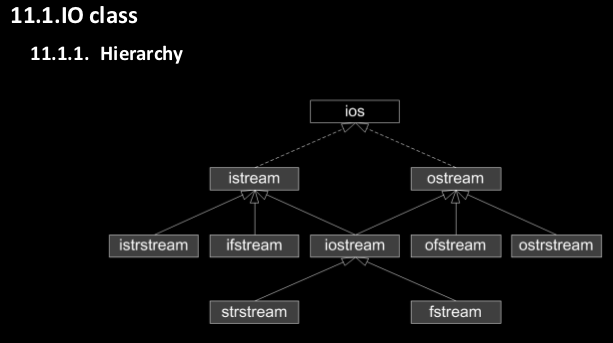 11.1.IO class
11.1.1. Hierarchy
ios
istream ostream
istrstream ifstream iostream ofstream ostrstream
strstream fstream